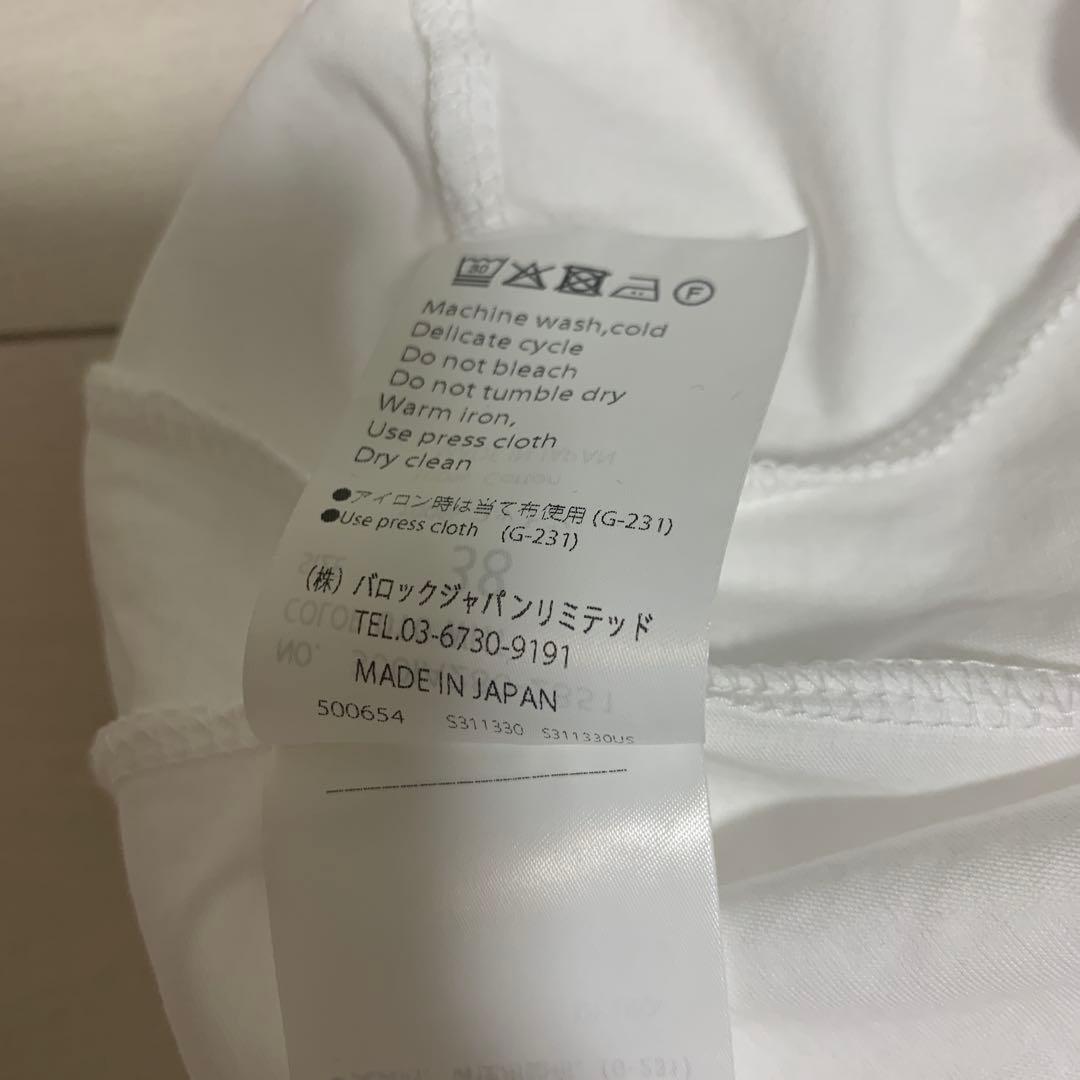 30
F
Machine wash,cold
Delicate cycle
Do not bleach
Do not tumble dry
Warm iron,
Use press cloth
Dry clean
●アイロン時は当て布使用 (G-231)
●Use press cloth (G-231)
38
(株) バロックジャパンリミテッド
TEL.03-6730-9191
MADE IN JAPAN
500654 S311330 S311330US